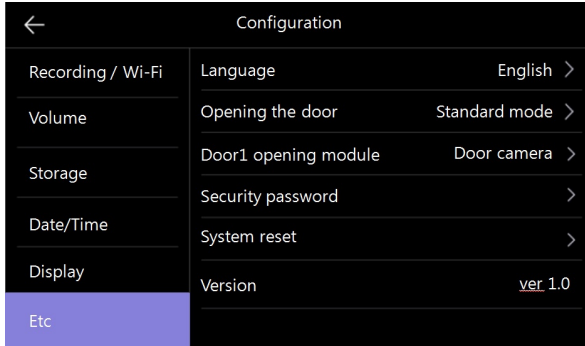 Configuration
Recording / Wi-Fi
Volume
Storage
Date/Time
Display
Etc
Language English
Opening the door Standard mode
Door1 opening module Door camera
Security password
System reset
Version ver 1.0